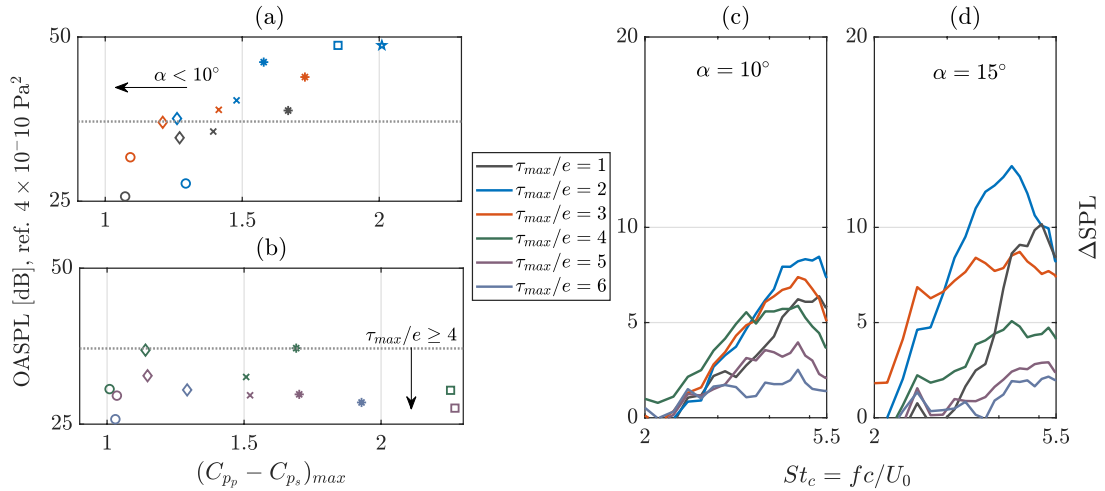 (a)
50
α < 10°
25
1
1.5
2
(b)
50
τmax/e ≥ 4
25
1
1.5
2
(Cpp − Cps)max
OASPL [dB], ref. 4 × 10−10 Pa²
τmax/e = 1
τmax/e = 2
τmax/e = 3
τmax/e = 4
τmax/e = 5
τmax/e = 6
(c)
20
α = 10°
10
5
0
2
5.5
(d)
20
α = 15°
10
5
0
2
5.5
Stc = fc/U0
ΔSPL